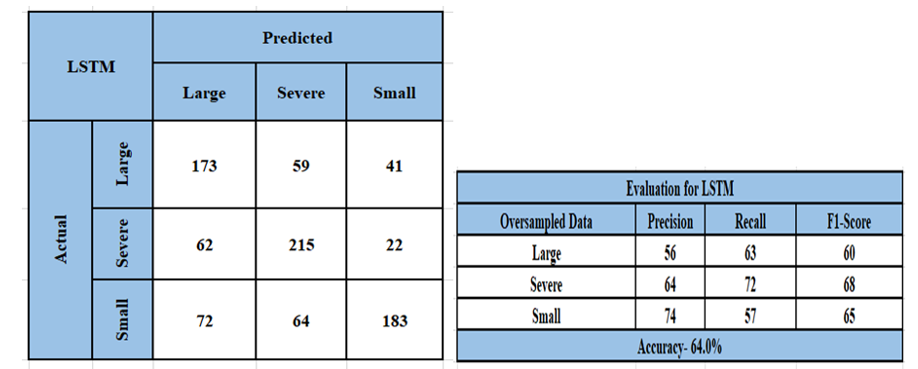 LSTM
Predicted
Large Severe Small
Actual
Large 173 59 41
Severe 62 215 22
Small 72 64 183
Evaluation for LSTM
Oversampled Data Precision Recall F1-Score
Large 56 63 60
Severe 64 72 68
Small 74 57 65
Accuracy- 64.0%